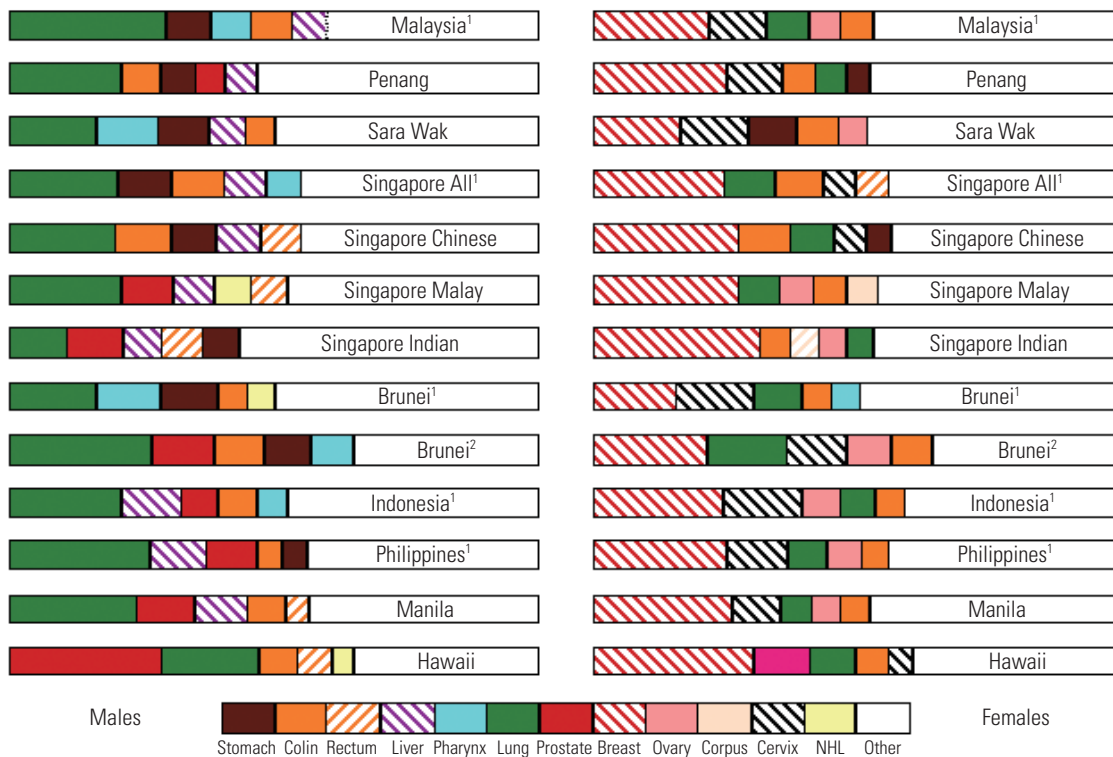 Malaysia¹ Malaysia¹
Penang Penang
Sara Wak Sara Wak
Singapore All¹ Singapore All¹
Singapore Chinese Singapore Chinese
Singapore Malay Singapore Malay
Singapore Indian Singapore Indian
Brunei¹ Brunei¹
Brunei² Brunei²
Indonesia¹ Indonesia¹
Philippines¹ Philippines¹
Manila Manila
Hawaii Hawaii
Males Females
Stomach Colin Rectum Liver Pharynx Lung Prostate Breast Ovary Corpus Cervix NHL Other